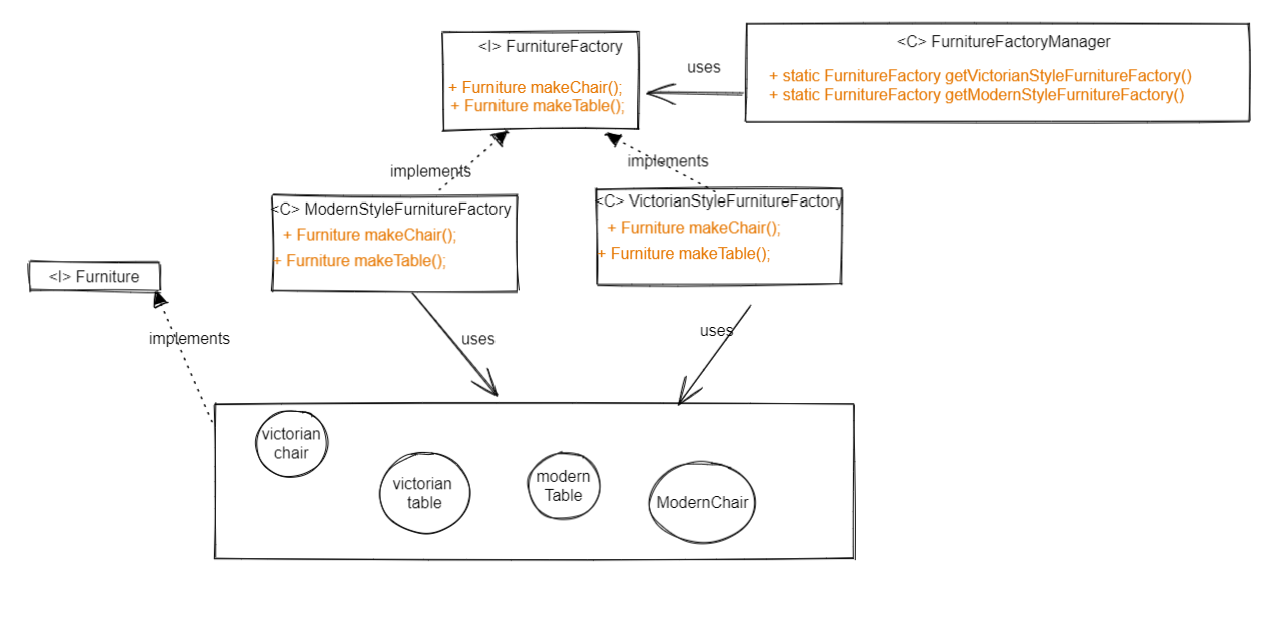 <I> FurnitureFactory
+ Furniture makeChair();
+ Furniture makeTable();
uses
<C> FurnitureFactoryManager
+ static FurnitureFactory getVictorianStyleFurnitureFactory()
+ static FurnitureFactory getModernStyleFurnitureFactory()
implements
implements
<C> ModernStyleFurnitureFactory
+ Furniture makeChair();
+ Furniture makeTable();
<C> VictorianStyleFurnitureFactory
+ Furniture makeChair();
+ Furniture makeTable();
<I> Furniture
implements
uses
uses
victorian
chair
victorian
table
modern
Table
ModernChair